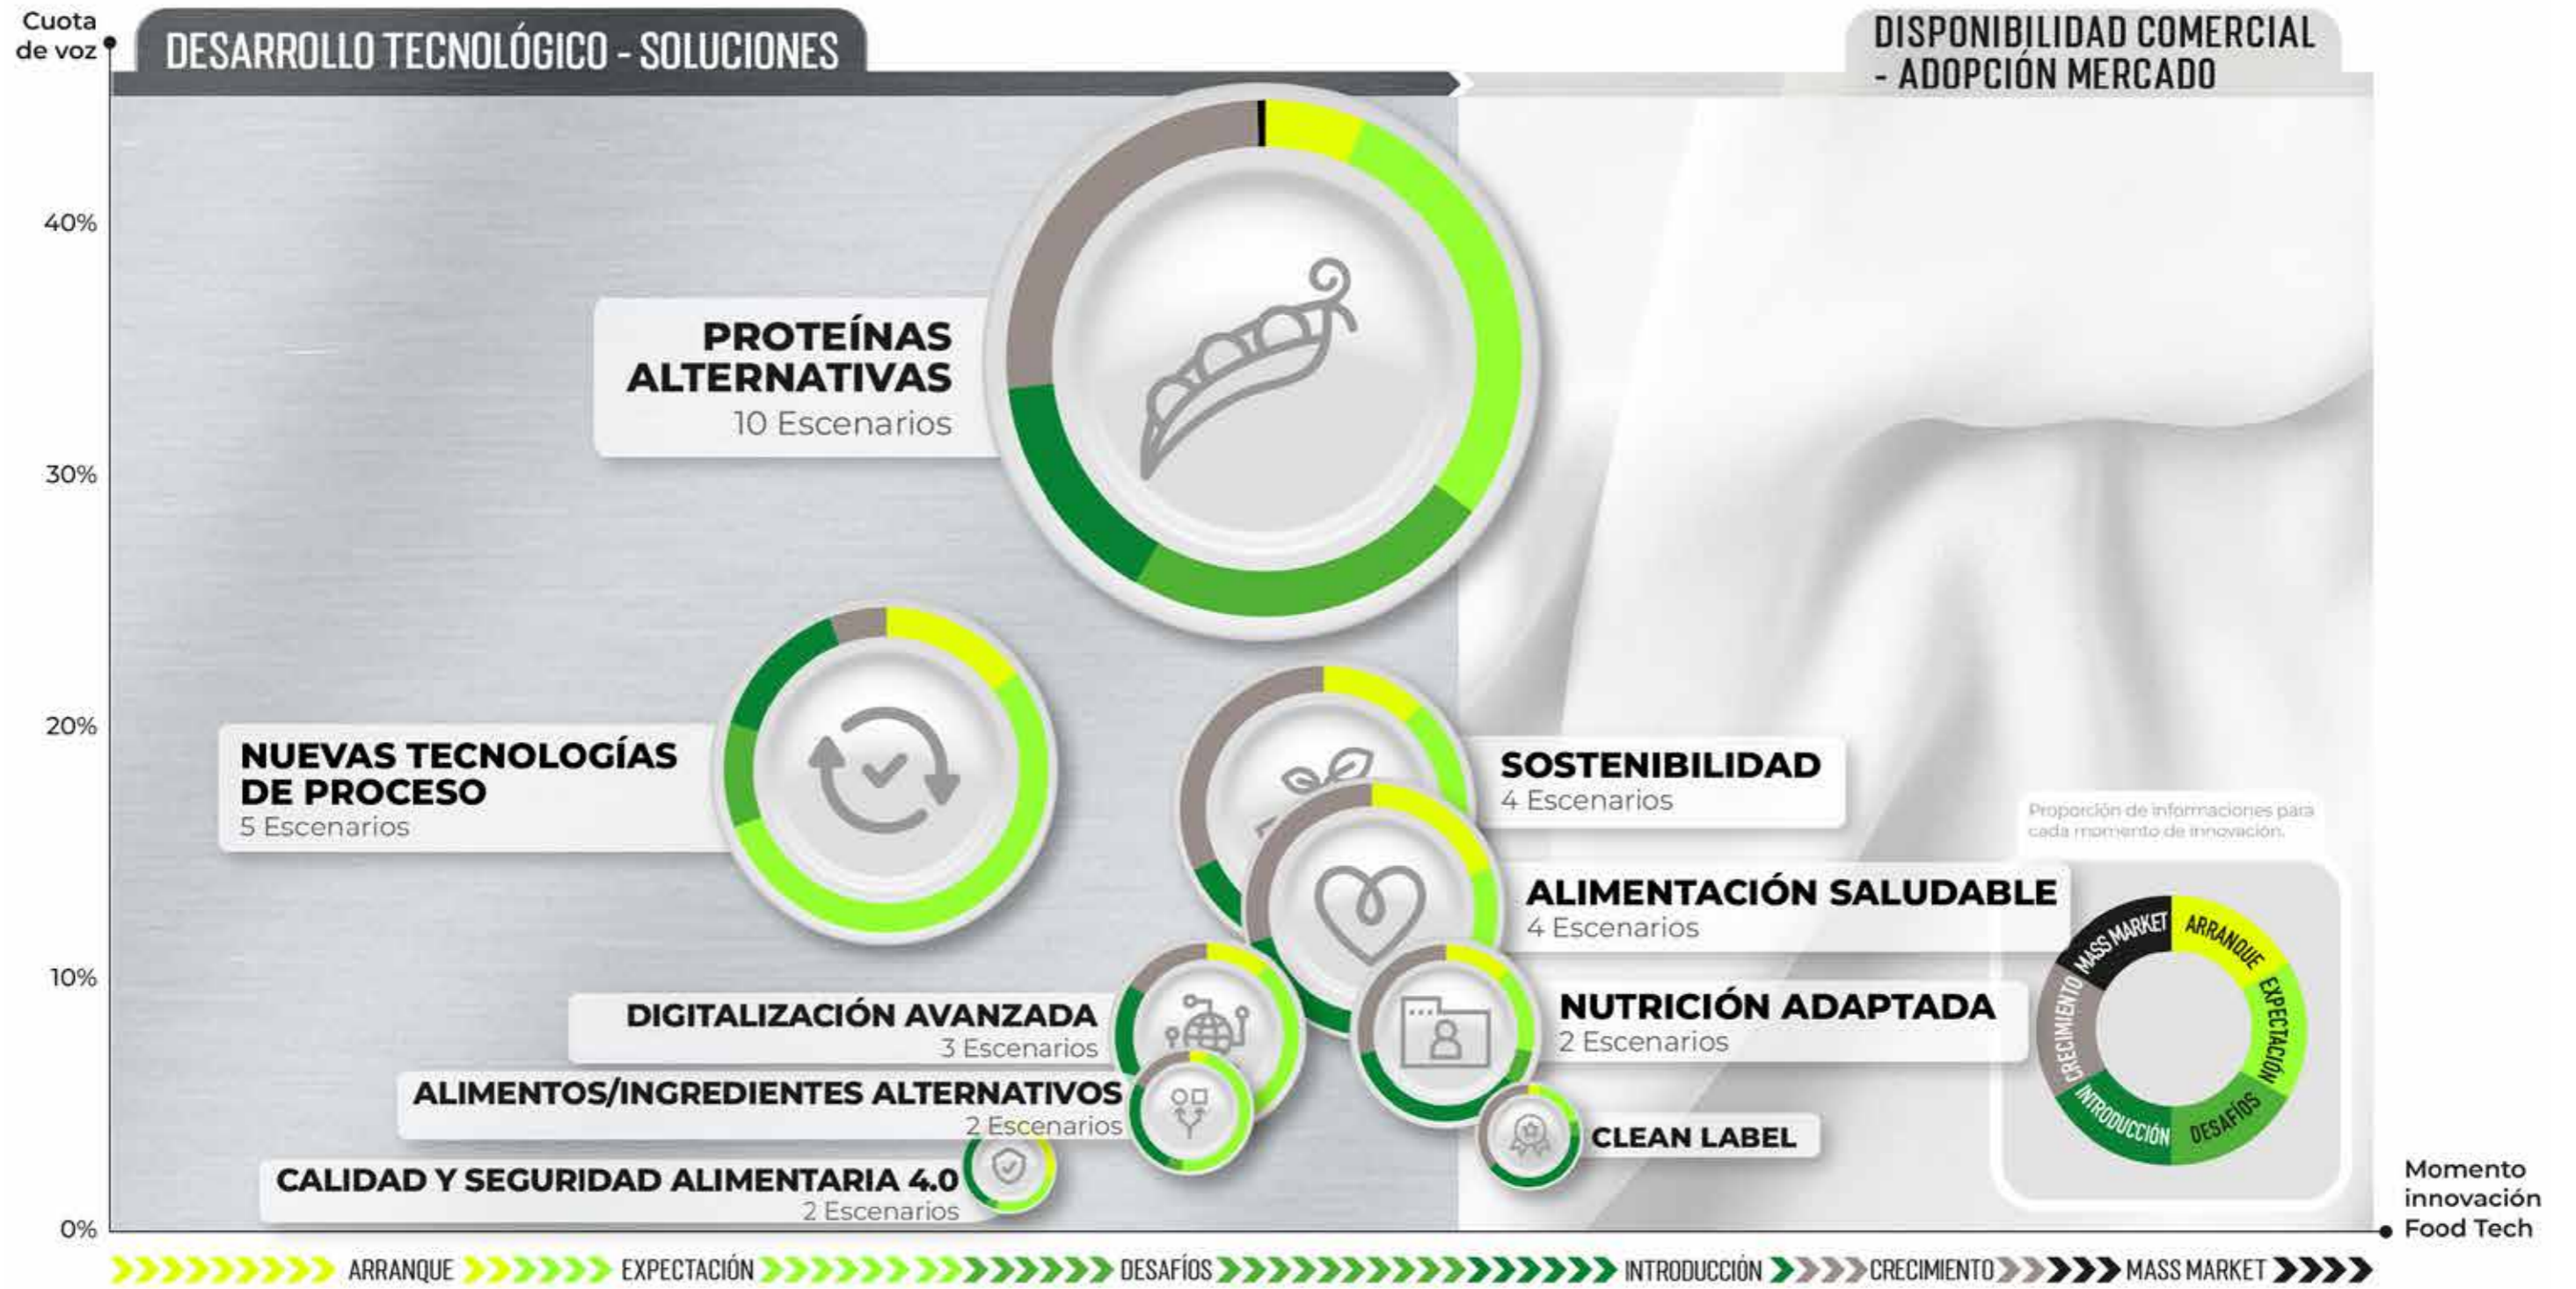 Cuota
de voz
DESARROLLO TECNOLÓGICO - SOLUCIONES
DISPONIBILIDAD COMERCIAL
- ADOPCIÓN MERCADO
40%
30%
20%
10%
0%
PROTEÍNAS
ALTERNATIVAS
10 Escenarios
NUEVAS TECNOLOGÍAS
DE PROCESO
5 Escenarios
SOSTENIBILIDAD
4 Escenarios
ALIMENTACIÓN SALUDABLE
4 Escenarios
DIGITALIZACIÓN AVANZADA
3 Escenarios
NUTRICIÓN ADAPTADA
2 Escenarios
ALIMENTOS/INGREDIENTES ALTERNATIVOS
2 Escenarios
CLEAN LABEL
CALIDAD Y SEGURIDAD ALIMENTARIA 4.0
2 Escenarios
Proporción de informaciones para
cada momento de innovación.
ARRANQUE
EXPECTACIÓN
DESAFÍOS
INTRODUCCIÓN
CRECIMIENTO
MASS MARKET
Momento
innovación
Food Tech
ARRANQUE
EXPECTACIÓN
DESAFÍOS
INTRODUCCIÓN
CRECIMIENTO
MASS MARKET